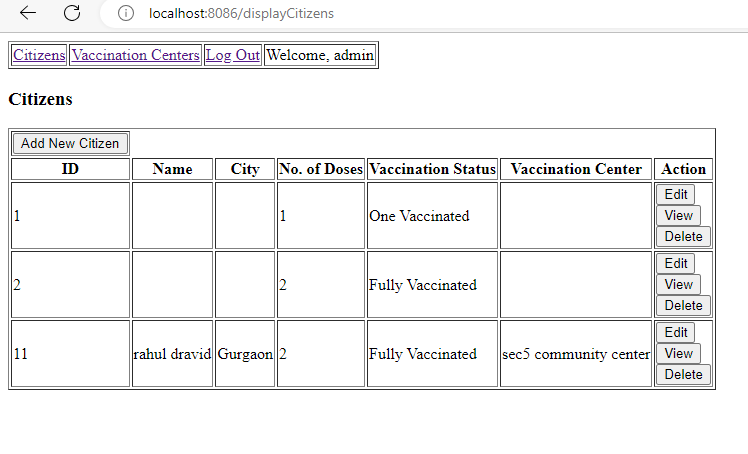 localhost:8086/displayCitizens
Citizens Vaccination Centers Log Out Welcome, admin
Citizens
Add New Citizen
ID Name City No. of Doses Vaccination Status Vaccination Center Action
1 1 One Vaccinated Edit
View
Delete
2 2 Fully Vaccinated Edit
View
Delete
11 rahul dravid Gurgaon 2 Fully Vaccinated sec5 community center Edit
View
Delete